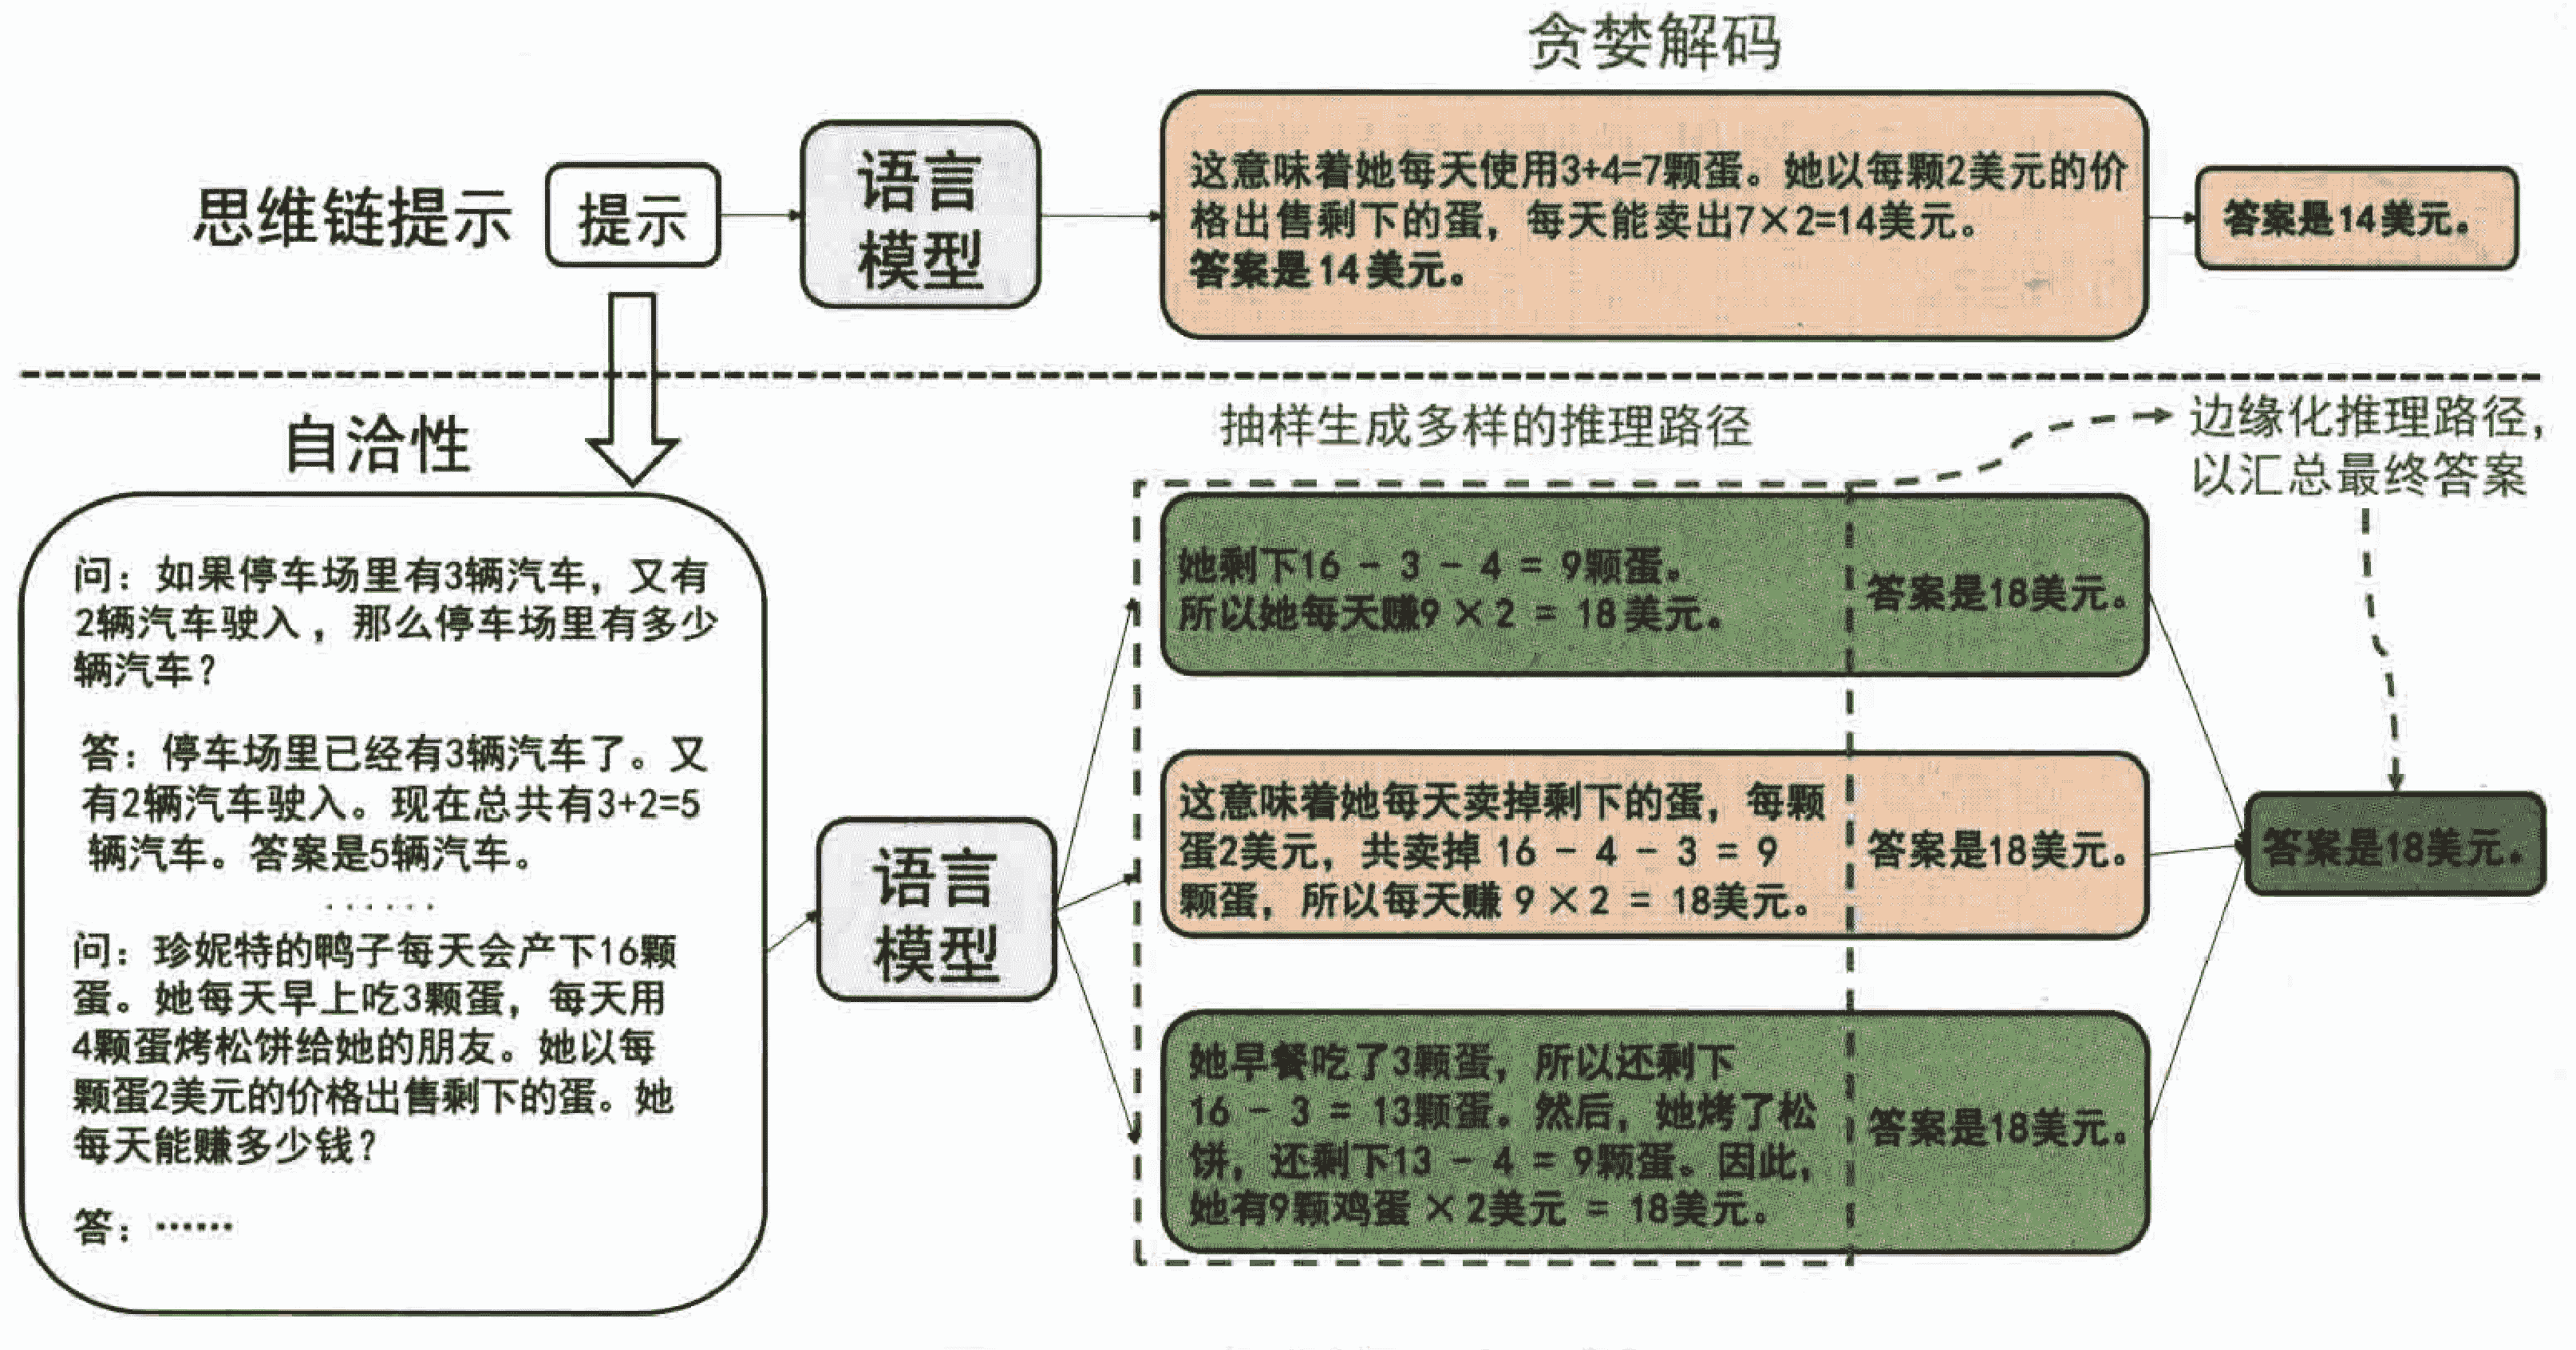 贪婪解码
思维链提示
提示
语言
模型
这意味着她每天使用3+4=7颗蛋。她以每颗2美元的价
格出售剩下的蛋，每天能卖出7×2=14美元。
答案是14美元。
答案是14美元。
自洽性
问：如果停车场里有3辆汽车，又有
2辆汽车驶入，那么停车场里有多少
辆汽车？
答：停车场里已经有3辆汽车了。又
有2辆汽车驶入。现在总共有3+2=5
辆汽车。答案是5辆汽车。
......
问：珍妮特的鸭子每天会产下16颗
蛋。她每天早上吃3颗蛋，每天用
4颗蛋烤松饼给她的朋友。她以每
颗蛋2美元的价格出售剩下的蛋。她
每天能赚多少钱？
答：……
语言
模型
抽样生成多样的推理路径
边缘化推理路径，
以汇总最终答案
她剩下16 - 3 - 4 = 9颗蛋。
所以她每天赚9 × 2 = 18美元。
答案是18美元。
这意味着她每天卖掉剩下的蛋，每颗
蛋2美元，共卖掉 16 - 4 - 3 = 9
颗蛋，所以每天赚 9 × 2 = 18美元。
答案是18美元。
她早餐吃了3颗蛋，所以还剩下
16 - 3 = 13颗蛋。然后，她烤了松
饼，还剩下13 - 4 = 9颗蛋。因此，
她有9颗鸡蛋 × 2美元 = 18美元。
答案是18美元。
答案是18美元。